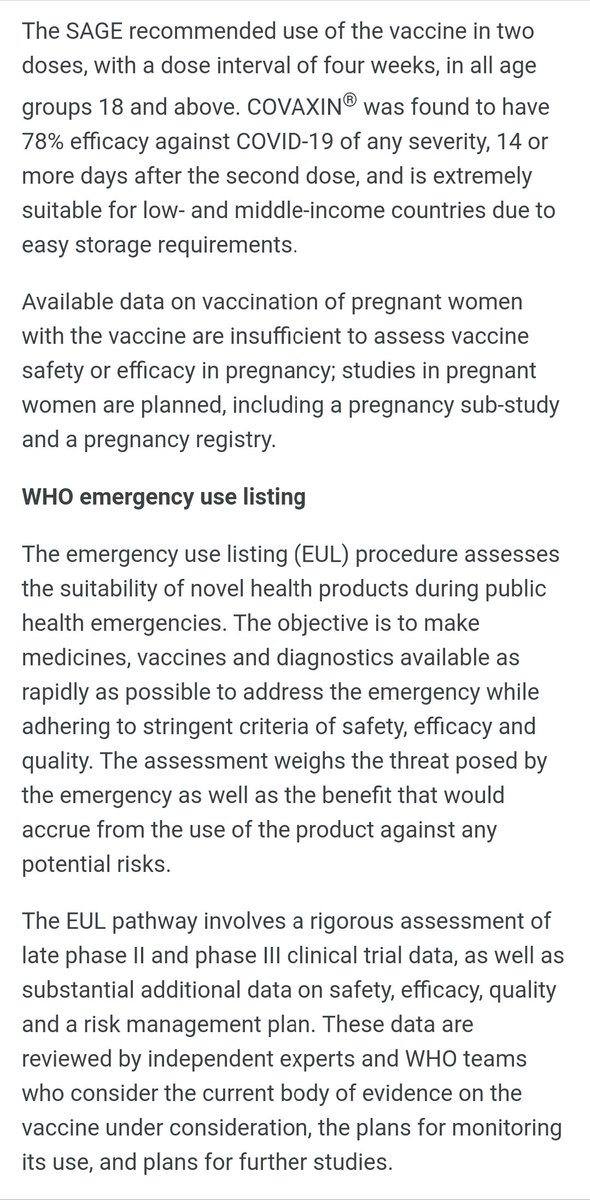 The SAGE recommended use of the vaccine in two
doses, with a dose interval of four weeks, in all age
groups 18 and above. COVAXIN® was found to have
78% efficacy against COVID-19 of any severity, 14 or
more days after the second dose, and is extremely
suitable for low- and middle-income countries due to
easy storage requirements.
Available data on vaccination of pregnant women
with the vaccine are insufficient to assess vaccine
safety or efficacy in pregnancy; studies in pregnant
women are planned, including a pregnancy sub-study
and a pregnancy registry.
WHO emergency use listing
The emergency use listing (EUL) procedure assesses
the suitability of novel health products during public
health emergencies. The objective is to make
medicines, vaccines and diagnostics available as
rapidly as possible to address the emergency while
adhering to stringent criteria of safety, efficacy and
quality. The assessment weighs the threat posed by
the emergency as well as the benefit that would
accrue from the use of the product against any
potential risks.
The EUL pathway involves a rigorous assessment of
late phase II and phase III clinical trial data, as well as
substantial additional data on safety, efficacy, quality
and a risk management plan. These data are
reviewed by independent experts and WHO teams
who consider the current body of evidence on the
vaccine under consideration, the plans for monitoring
its use, and plans for further studies.